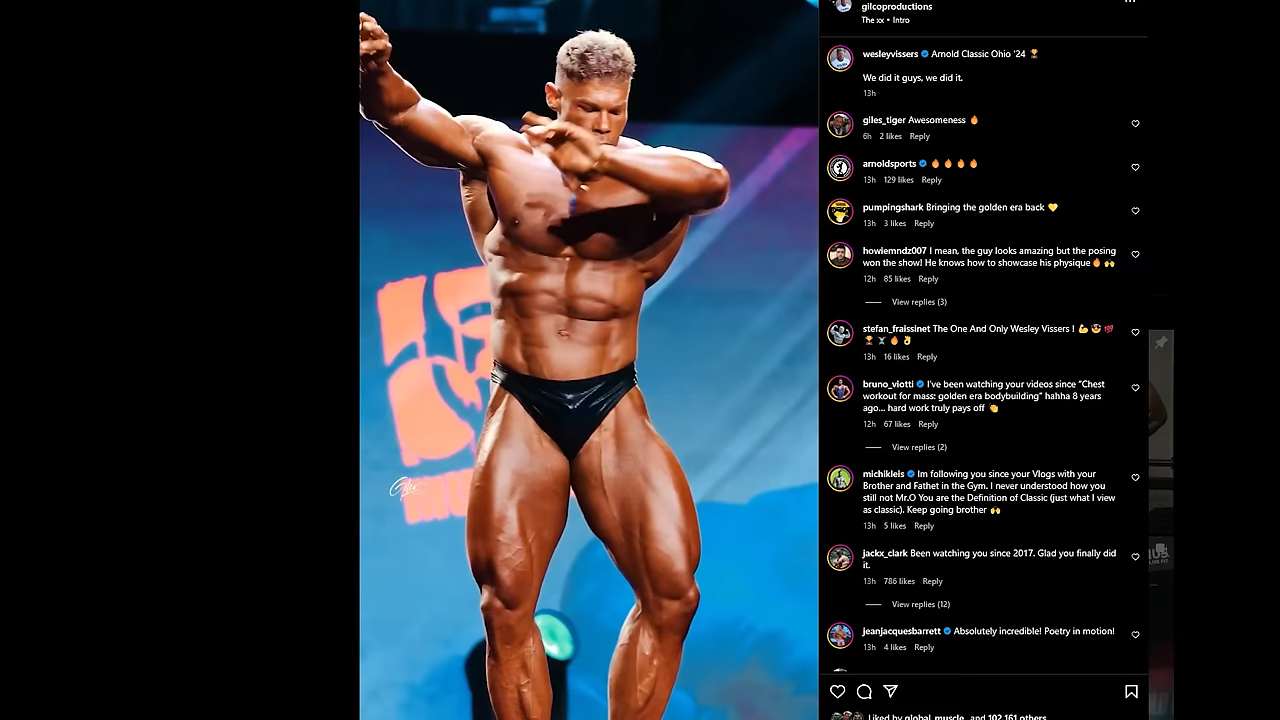 gilcoproductions
The xx • Intro
wesleyvissers Arnold Classic Ohio '24 🏆
We did it guys, we did it.
13h
giles_tiger Awesomeness 🔥
6h 2 likes Reply
arnoldsports 🔥🔥🔥🔥
13h 129 likes Reply
pumpingshark Bringing the golden era back 💛
13h 3 likes Reply
howiemndz007 I mean, the guy looks amazing but the posing
won the show! He knows how to showcase his physique🔥🙌
12h 85 likes Reply
View replies (3)
stefan_fraissinet The One And Only Wesley Vissers ! 💪
13h 16 likes Reply
bruno_viotti I've been watching your videos since "Chest
workout for mass: golden era bodybuilding" hahha 8 years
ago... hard work truly pays off 👏
12h 67 likes Reply
View replies (2)
michikleis Im following you since your Vlogs with your
Brother and Fathet in the Gym. I never understood how you
still not Mr.O You are the Definition of Classic (just what I view
as classic). Keep going brother 🙌
13h 5 likes Reply
jackx_clark Been watching you since 2017. Glad you finally did
it.
13h 786 likes Reply
View replies (12)
jeanjacquesbarrett Absolutely incredible! Poetry in motion!
13h 4 likes Reply
Liked by global_muscle_ and 102,161 others
LIVE FIT